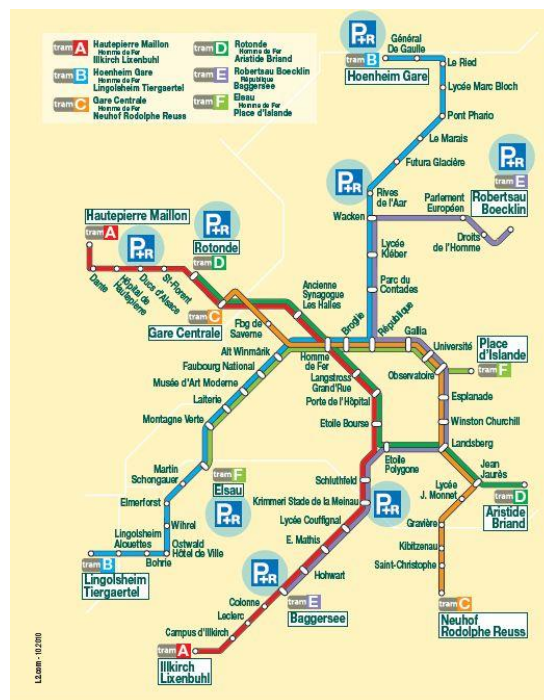 tram A Hautepierre Maillon
Homme de Fer
Illkirch Lixenbuhl
tram B Hoenheim Gare
Homme de Fer
Lingolsheim Tiergaertel
tram C Gare Centrale
Homme de Fer
Neuhof Rodolphe Reuss
tram D Rotonde
Homme de Fer
Aristide Briand
tram E Robertsau Boecklin
République
Baggersee
tram F Elsau
Homme de Fer
Place d'Islande
P+R
tram B
Hoenheim Gare
Général
De Gaulle
Le Ried
Lycée Marc Bloch
Pont Phario
Le Marais
Futura Glacière
P+R
Rives
de l'Aar
Wacken
P+R
tram E
Robertsau
Boecklin
Parlement
Européen
Droits
de l'Homme
Lycée
Kléber
Parc du
Contades
Hautepierre Maillon
tram A
P+R
Rotonde
tram D
P+R
Dante
Hôpital de
Hautepierre
Ducs d'Alsace
St-Florent
tram C
Gare Centrale
Ancienne
Synagogue
Les Halles
Fbg de
Saverne
Broglie
République
Gallia
Université
Place
d'Islande
tram F
Observatoire
Alt Winmärik
Faubourg National
Musée d'Art Moderne
Laiterie
Montagne Verte
Homme
de Fer
Langstross
Grand'Rue
Porte de l'Hôpital
Etoile Bourse
Esplanade
Winston Churchill
Landsberg
Etoile
Polygone
Jean
Jaurès
tram D
Aristide
Briand
Martin
Schongauer
tram F
Elsau
P+R
Elmerforst
Wihrel
Ostwald
Hôtel de Ville
Lingolsheim
Alouettes
Bohrie
tram B
Lingolsheim
Tiergaertel
Schluthfeld
Krimmeri Stade de la Meinau
P+R
Lycée Couffignal
E. Mathis
Hohwart
Lycée
J. Monnet
Gravière
Kibitzenau
Saint-Christophe
tram C
Neuhof
Rodolphe Reuss
P+R
tram E
Baggersee
Colonne
Leclerc
Campus d'Illkirch
tram A
Illkirch
Lixenbuhl
L2.com - 10.2010